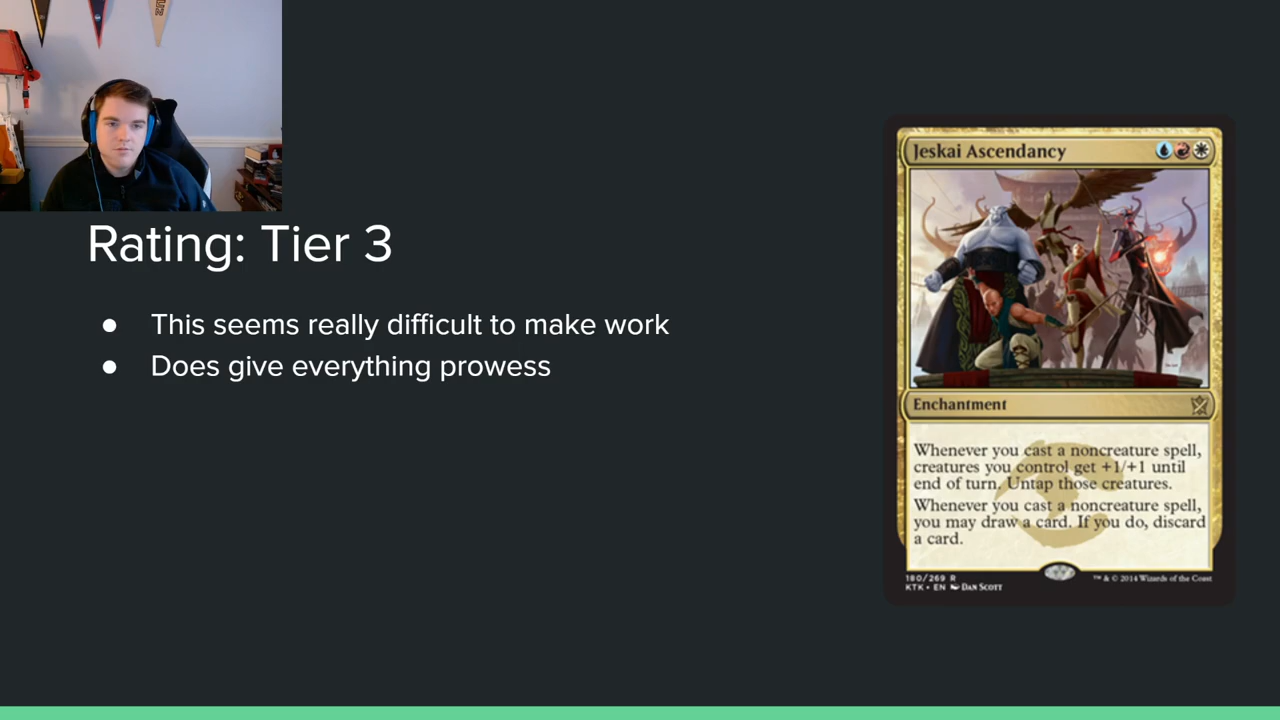 Rating: Tier 3
● This seems really difficult to make work
● Does give everything prowess
Jeskai Ascendancy
Enchantment
Whenever you cast a noncreature spell,
creatures you control get +1/+1 until
end of turn. Untap those creatures.
Whenever you cast a noncreature spell,
you may draw a card. If you do, discard
a card.
180/269 R
KTK • EN DAN SCOTT
™ & © 2014 Wizards of the Coast